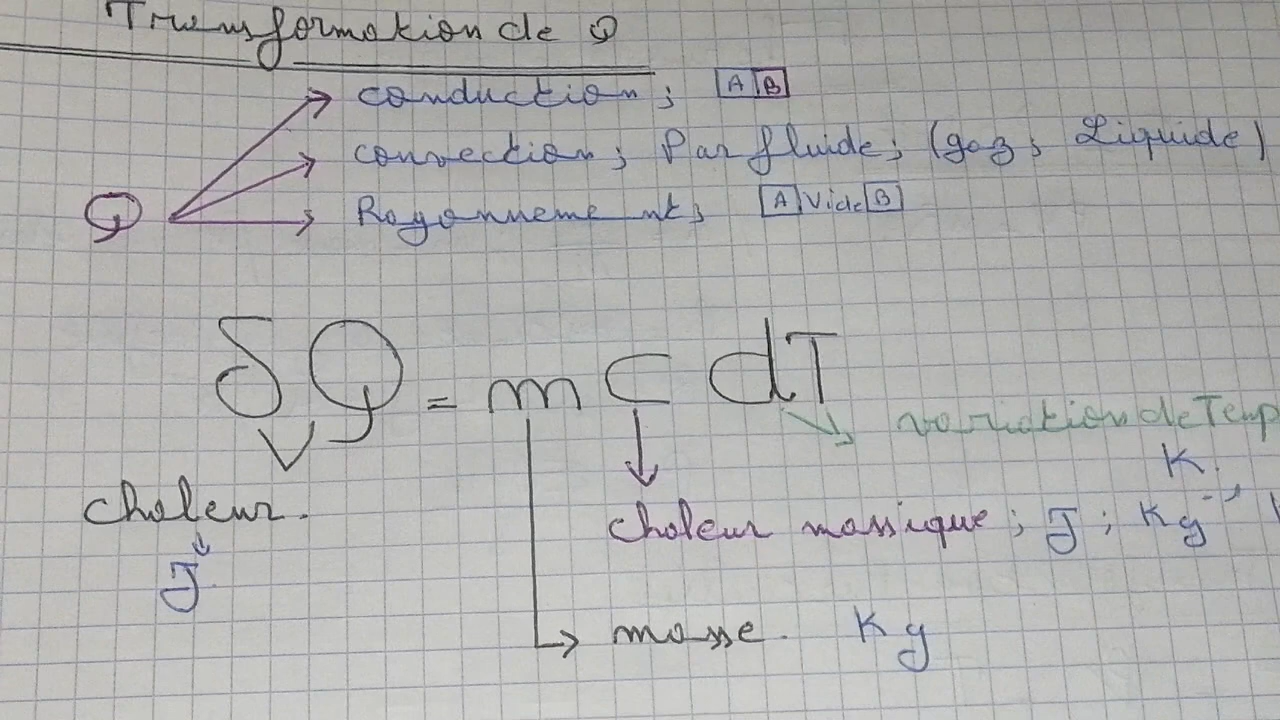 Transformation de Q
conduction; A B
convection; Par fluide; (gaz; Liquide)
Q Rayonnement; A Vide B
δQ = m C dT
variation de Temp
K.
chaleur.
chaleur massique; J; Kg⁻¹;
J
masse. Kg